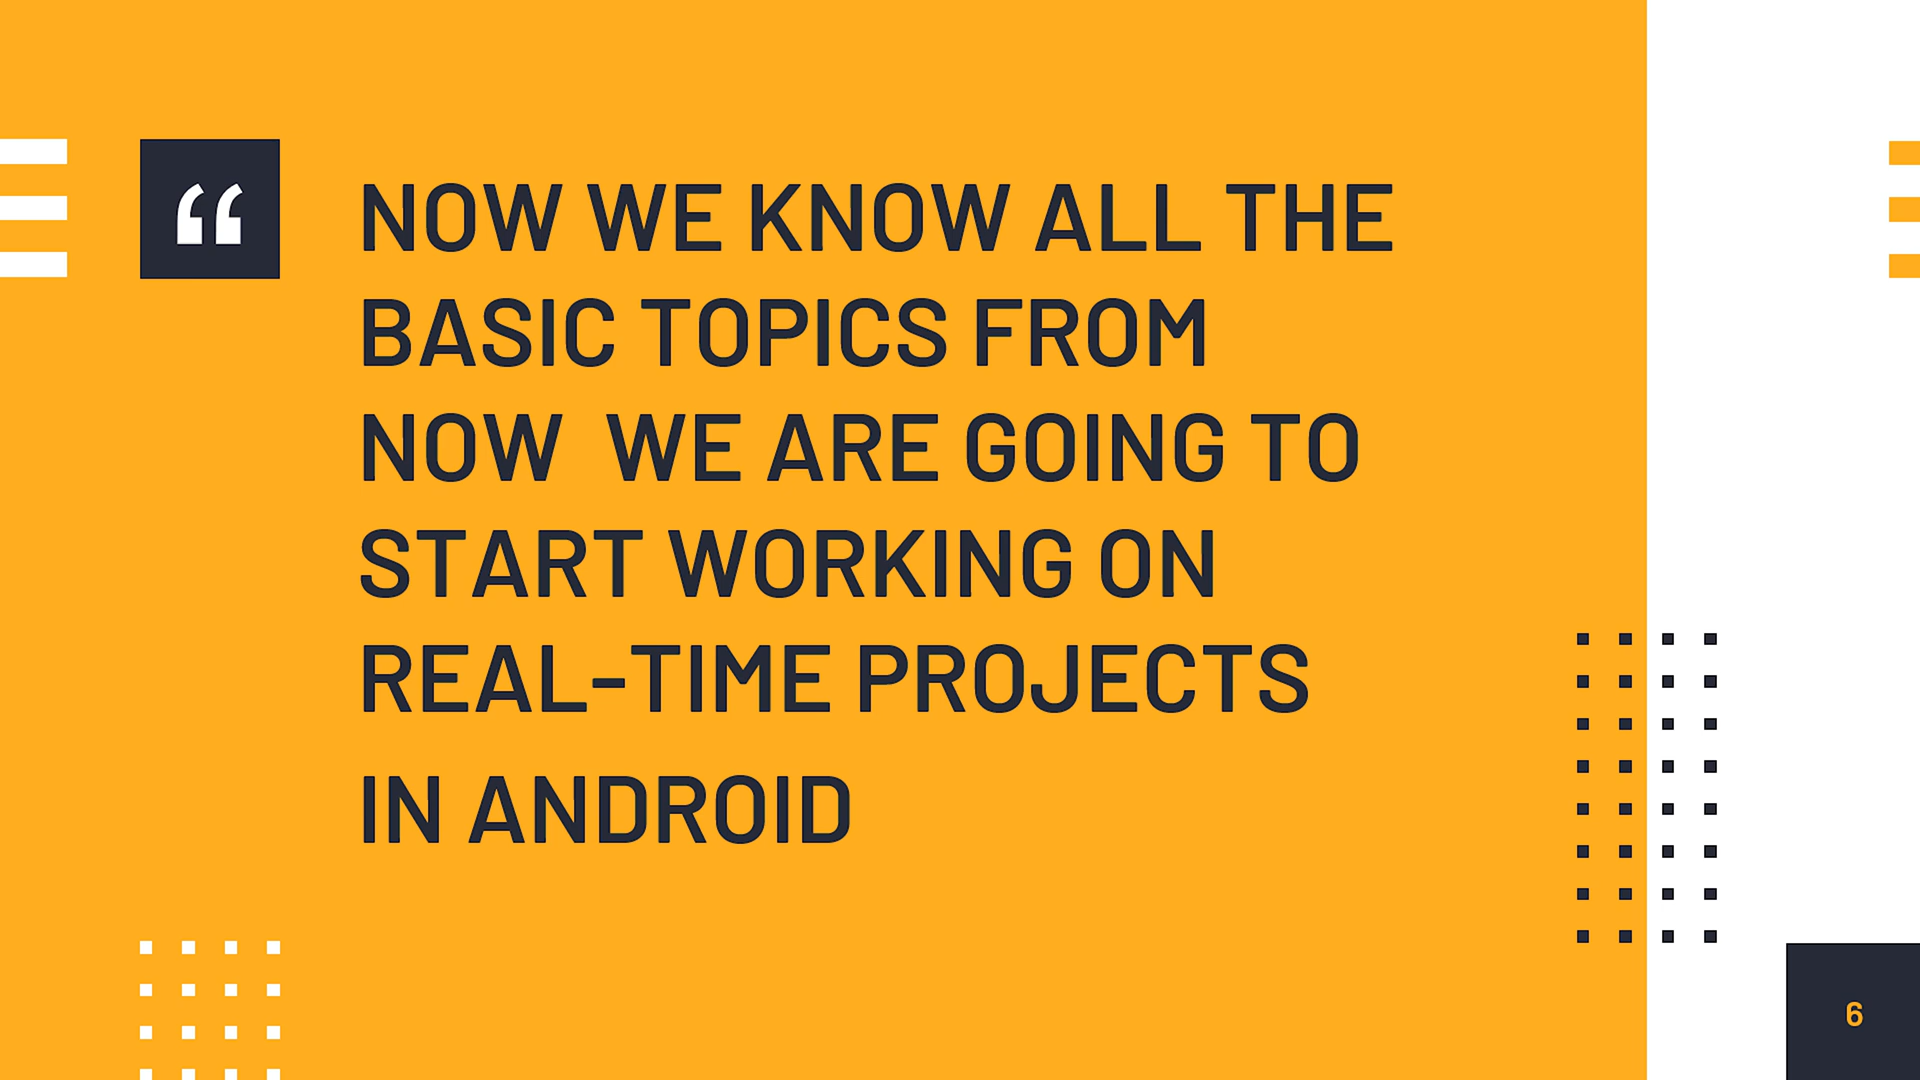 “
NOW WE KNOW ALL THE
BASIC TOPICS FROM
NOW  WE ARE GOING TO
START WORKING ON
REAL-TIME PROJECTS
IN ANDROID
6